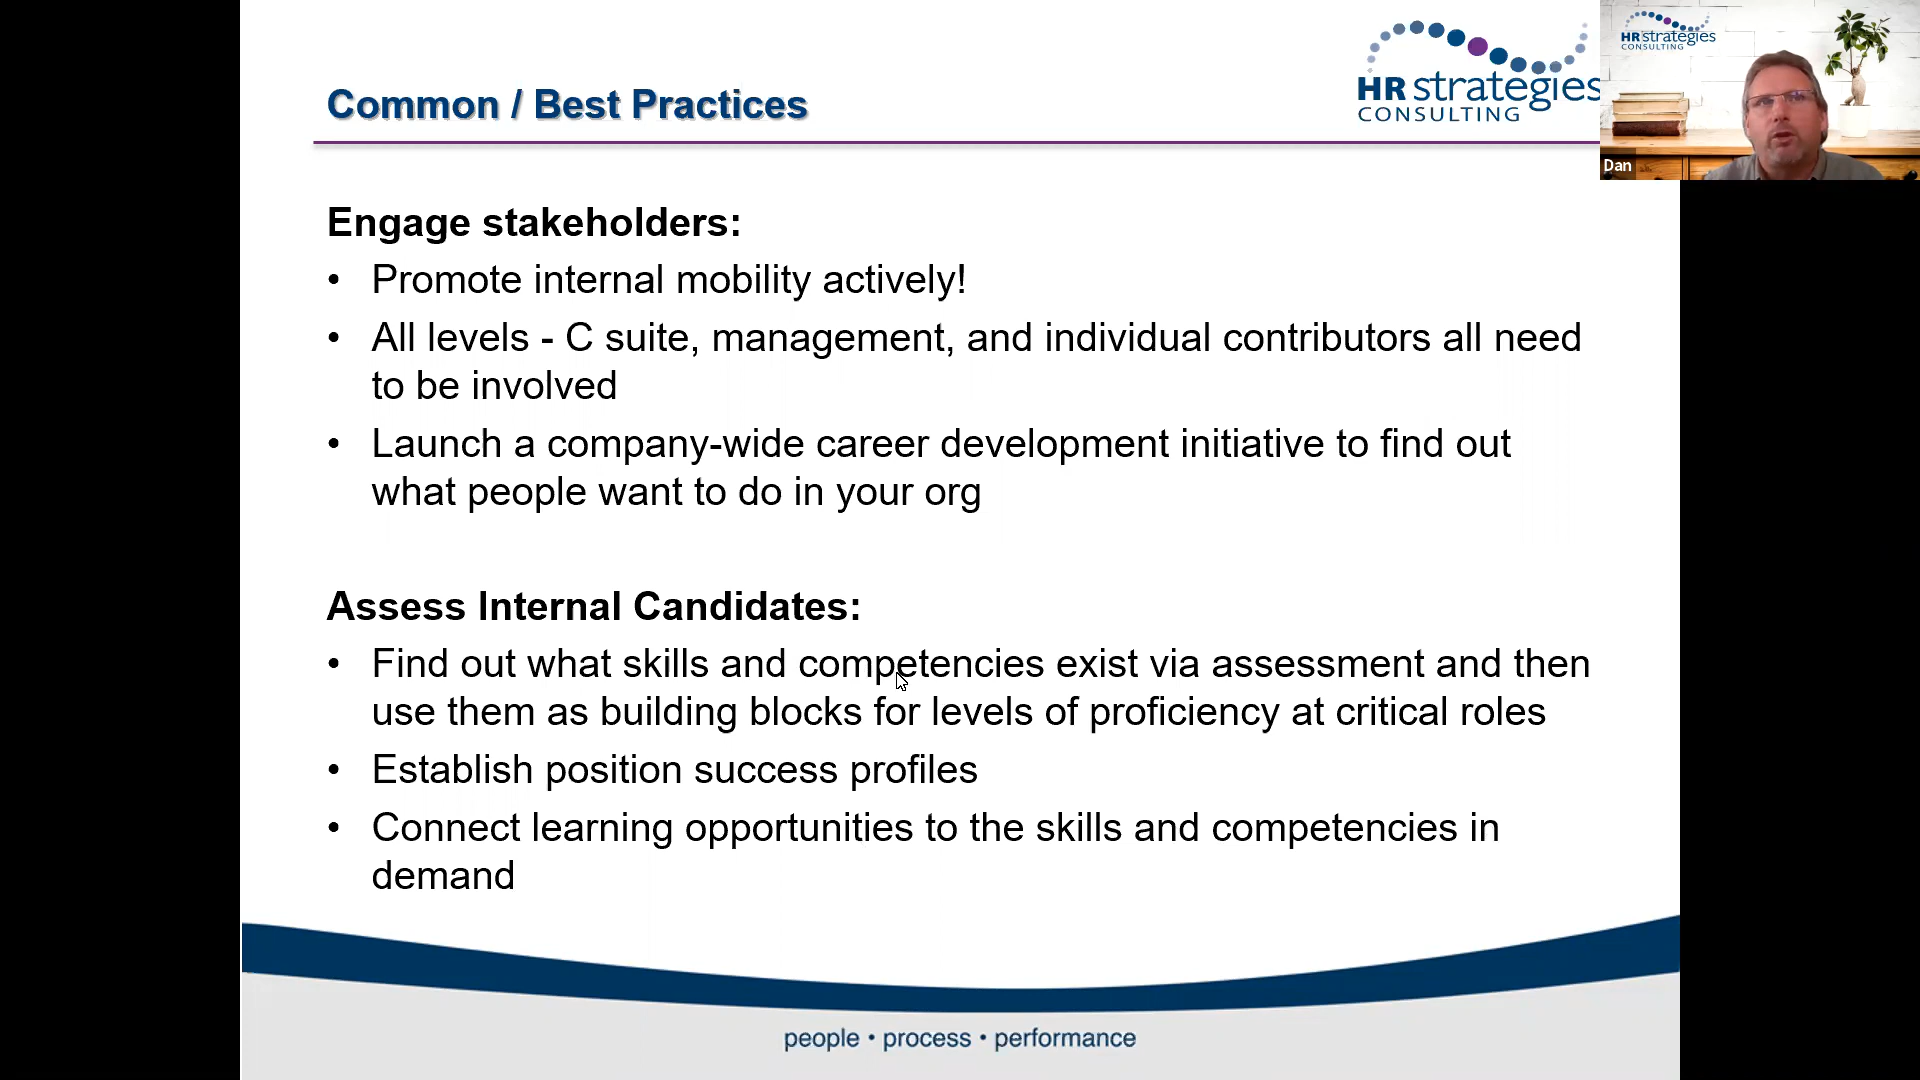 Common / Best Practices
HR strategies
CONSULTING
HR strategies
CONSULTING
Dan
Engage stakeholders:
• Promote internal mobility actively!
• All levels - C suite, management, and individual contributors all need
to be involved
• Launch a company-wide career development initiative to find out
what people want to do in your org
Assess Internal Candidates:
• Find out what skills and competencies exist via assessment and then
use them as building blocks for levels of proficiency at critical roles
• Establish position success profiles
• Connect learning opportunities to the skills and competencies in
demand
people • process • performance